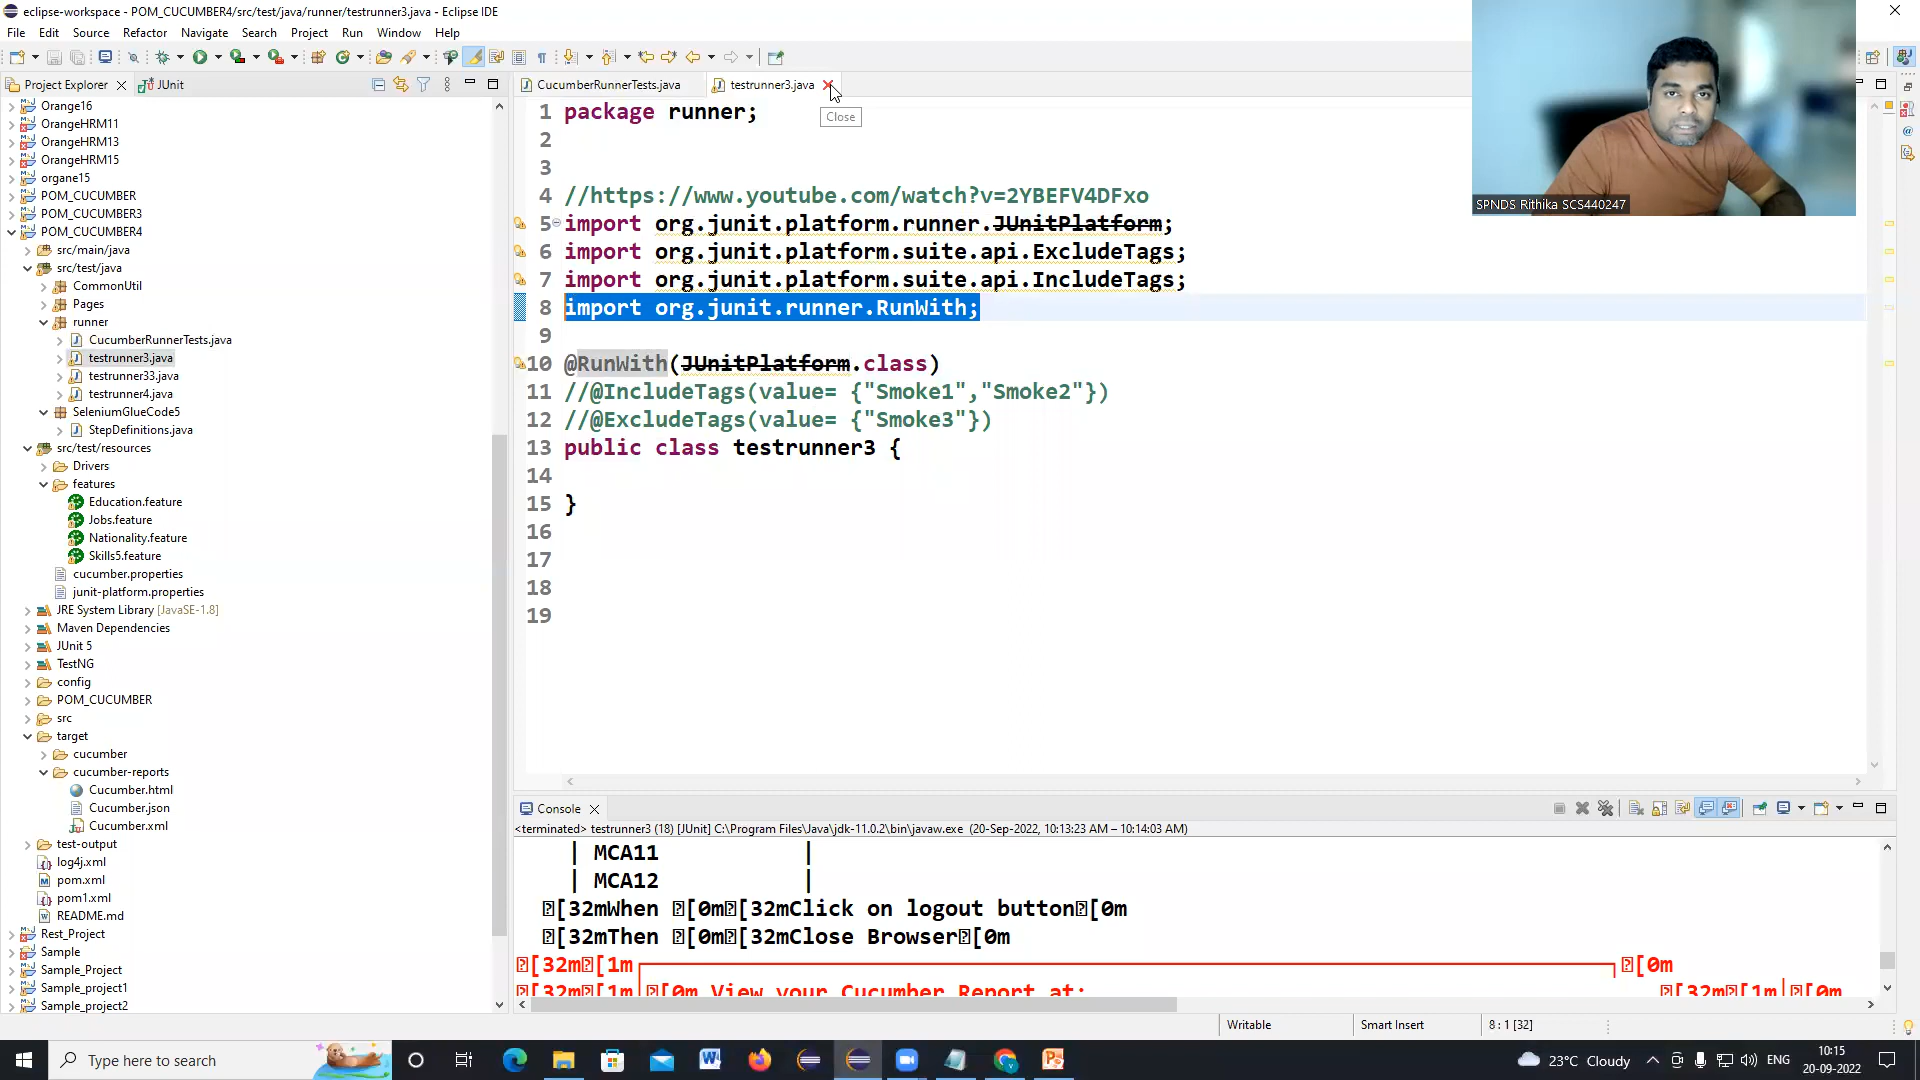 eclipse-workspace - POM_CUCUMBER4/src/test/java/runner/testrunner3.java - Eclipse IDE
File Edit Source Refactor Navigate Search Project Run Window Help
Project Explorer JUnit
Orange16
OrangeHRM11
OrangeHRM13
OrangeHRM15
organe15
POM_CUCUMBER
POM_CUCUMBER3
POM_CUCUMBER4
src/main/java
src/test/java
CommonUtil
Pages
runner
CucumberRunnerTests.java
testrunner3.java
testrunner33.java
testrunner4.java
SeleniumGlueCode5
StepDefinitions.java
src/test/resources
Drivers
features
Education.feature
Jobs.feature
Nationality.feature
Skills5.feature
cucumber.properties
junit-platform.properties
JRE System Library [JavaSE-1.8]
Maven Dependencies
JUnit 5
TestNG
config
POM_CUCUMBER
src
target
cucumber
cucumber-reports
Cucumber.html
Cucumber.json
Cucumber.xml
test-output
log4j.xml
pom.xml
pom1.xml
README.md
Rest_Project
Sample
Sample_Project
Sample_project1
Sample_project2
CucumberRunnerTests.java testrunner3.java
Close
1 package runner;
2
3
4 //https://www.youtube.com/watch?v=2YBEFV4DFxo
5 import org.junit.platform.runner.JUnitPlatform;
6 import org.junit.platform.suite.api.ExcludeTags;
7 import org.junit.platform.suite.api.IncludeTags;
8 import org.junit.runner.RunWith;
9
10 @RunWith(JUnitPlatform.class)
11 //@IncludeTags(value= {"Smoke1","Smoke2"})
12 //@ExcludeTags(value= {"Smoke3"})
13 public class testrunner3 {
14
15 }
16
17
18
19
SPNDS Rithika SCS440247
Console
<terminated> testrunner3 (18) [JUnit] C:\Program Files\Java\jdk-11.0.2\bin\javaw.exe (20-Sep-2022, 10:13:23 AM – 10:14:03 AM)
| MCA11 |
| MCA12 |
[32mWhen [0m[32mClick on logout button[0m
[32mThen [0m[32mClose Browser[0m
[32m[1m [0m
[32m[1m│[0m View your Cucumber Report at: [32m[1m│[0m
Writable Smart Insert 8 : 1 [32]
Type here to search
23°C Cloudy ENG 10:15
20-09-2022